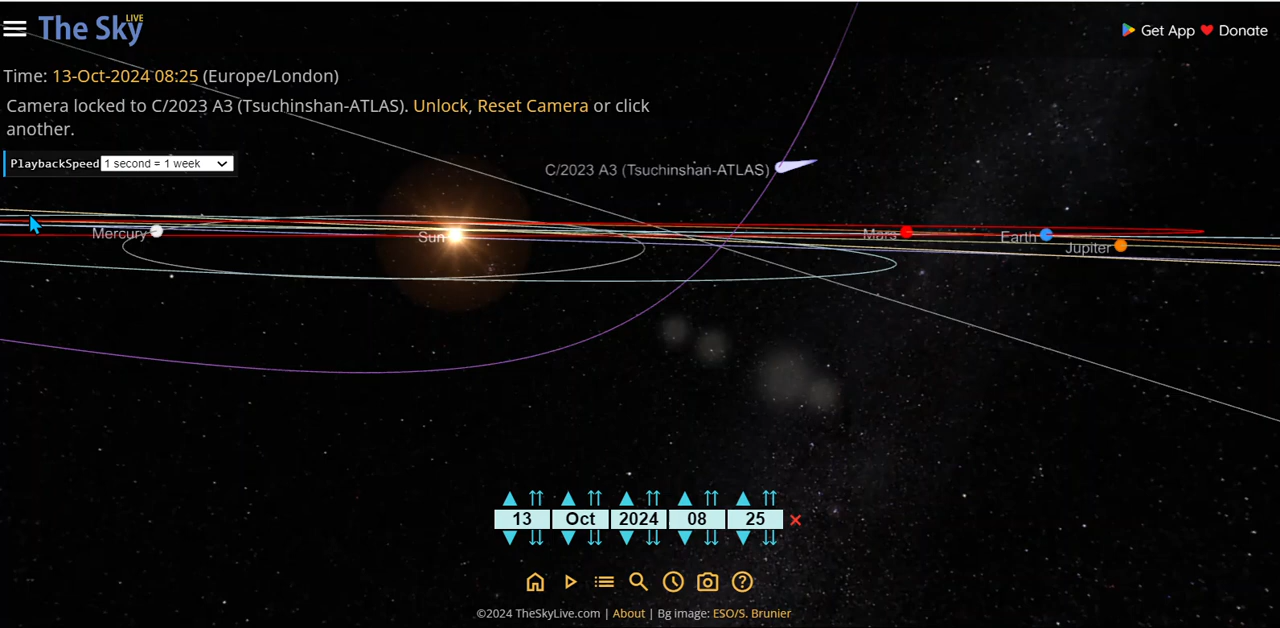 The Sky LIVE
Get App Donate
Time: 13-Oct-2024 08:25 (Europe/London)
Camera locked to C/2023 A3 (Tsuchinshan-ATLAS). Unlock, Reset Camera or click
another.
PlaybackSpeed 1 second = 1 week
C/2023 A3 (Tsuchinshan-ATLAS)
Mercury Sun Mars Earth
Jupiter
13 Oct 2024 08 25
©2024 TheSkyLive.com | About | Bg image: ESO/S. Brunier